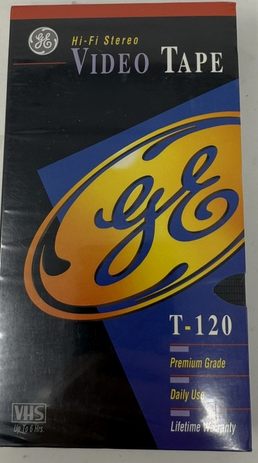 GE
Hi-Fi Stereo
VIDEO TAPE
GE
T-120
Premium Grade
Daily Use
Lifetime Warranty
VHS
Up To 6 Hrs.